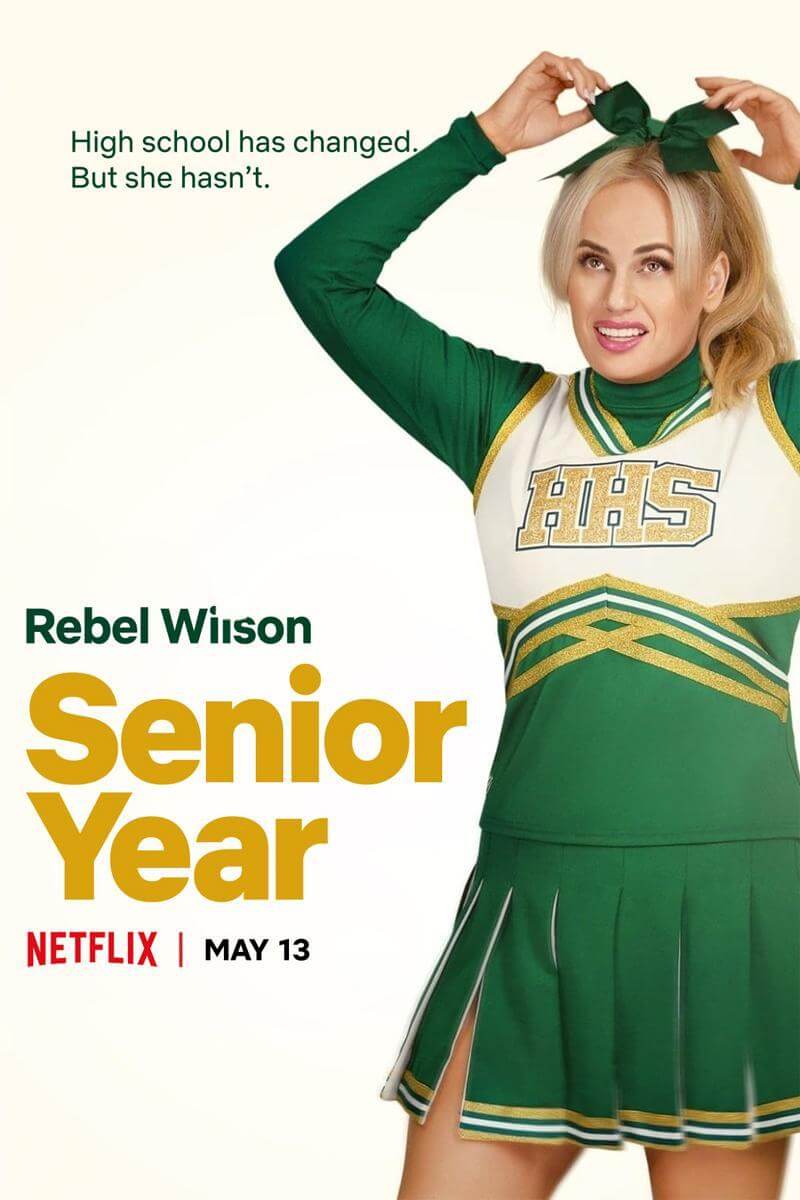 High school has changed.
But she hasn't.
HHS
Rebel Wilson
Senior
Year
NETFLIX | MAY 13